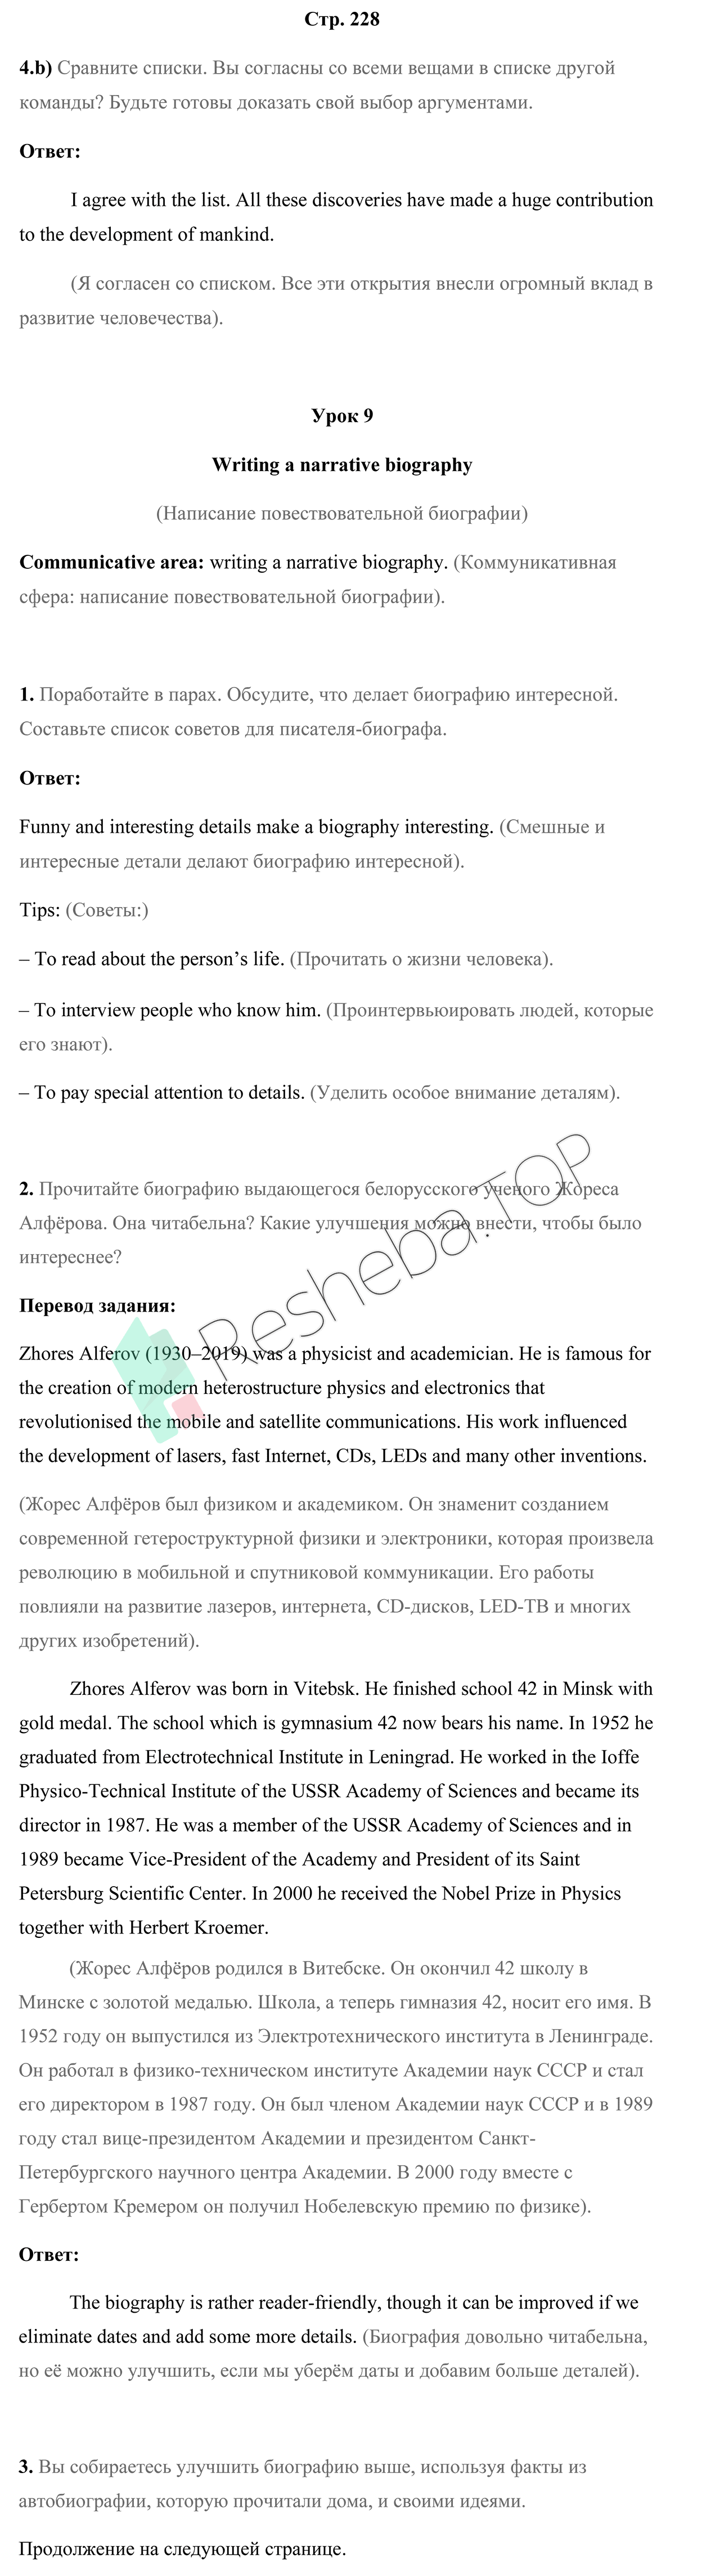 Стр. 228
4.b) Сравните списки. Вы согласны со всеми вещами в списке другой
команды? Будьте готовы доказать свой выбор аргументами.
Ответ:
I agree with the list. All these discoveries have made a huge contribution
to the development of mankind.
(Я согласен со списком. Все эти открытия внесли огромный вклад в
развитие человечества).
Урок 9
Writing a narrative biography
(Написание повествовательной биографии)
Communicative area: writing a narrative biography. (Коммуникативная
сфера: написание повествовательной биографии).
1. Поработайте в парах. Обсудите, что делает биографию интересной.
Составьте список советов для писателя-биографа.
Ответ:
Funny and interesting details make a biography interesting. (Смешные и
интересные детали делают биографию интересной).
Tips: (Советы:)
– To read about the person’s life. (Прочитать о жизни человека).
– To interview people who know him. (Проинтервьюировать людей, которые
его знают).
– To pay special attention to details. (Уделить особое внимание деталям).
2. Прочитайте биографию выдающегося белорусского ученого Жореса
Алфёрова. Она читабельна? Какие улучшения можно внести, чтобы было
интереснее?
Resheba.TOP
Перевод задания:
Zhores Alferov (1930–2019) was a physicist and academician. He is famous for
the creation of modern heterostructure physics and electronics that
revolutionised the mobile and satellite communications. His work influenced
the development of lasers, fast Internet, CDs, LEDs and many other inventions.
(Жорес Алфёров был физиком и академиком. Он знаменит созданием
современной гетероструктурной физики и электроники, которая произвела
революцию в мобильной и спутниковой коммуникации. Его работы
повлияли на развитие лазеров, интернета, CD-дисков, LED-ТВ и многих
других изобретений).
Zhores Alferov was born in Vitebsk. He finished school 42 in Minsk with
gold medal. The school which is gymnasium 42 now bears his name. In 1952 he
graduated from Electrotechnical Institute in Leningrad. He worked in the Ioffe
Physico-Technical Institute of the USSR Academy of Sciences and became its
director in 1987. He was a member of the USSR Academy of Sciences and in
1989 became Vice-President of the Academy and President of its Saint
Petersburg Scientific Center. In 2000 he received the Nobel Prize in Physics
together with Herbert Kroemer.
(Жорес Алфёров родился в Витебске. Он окончил 42 школу в
Минске с золотой медалью. Школа, а теперь гимназия 42, носит его имя. В
1952 году он выпустился из Электротехнического института в Ленинграде.
Он работал в физико-техническом институте Академии наук СССР и стал
его директором в 1987 году. Он был членом Академии наук СССР и в 1989
году стал вице-президентом Академии и президентом Санкт-
Петербургского научного центра Академии. В 2000 году вместе с
Гербертом Кремером он получил Нобелевскую премию по физике).
Ответ:
The biography is rather reader-friendly, though it can be improved if we
eliminate dates and add some more details. (Биография довольно читабельна,
но её можно улучшить, если мы уберём даты и добавим больше деталей).
3. Вы собираетесь улучшить биографию выше, используя факты из
автобиографии, которую прочитали дома, и своими идеями.
Продолжение на следующей странице.